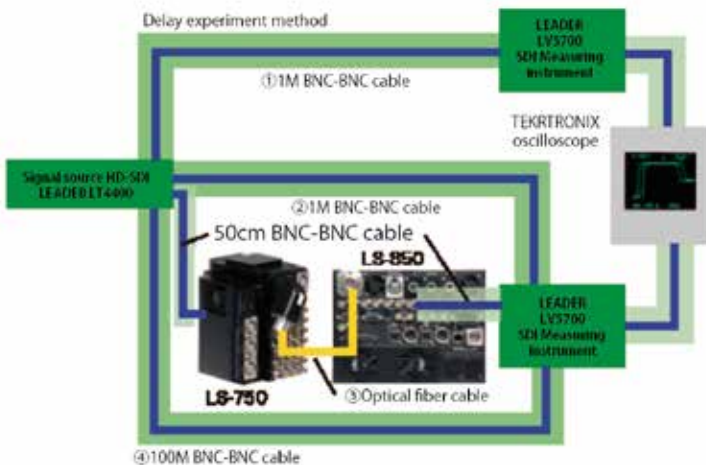 Delay experiment method
LEADER
LV5700
SDI Measuring
instrument
①1M BNC-BNC cable
TEKRTRONIX
oscilloscope
Signal source HD-SDI
LEADER LT4400
②1M BNC-BNC cable
50cm BNC-BNC cable
LS-850
LEADER
LV5700
SDI Measuring
instrument
LS-750
③Optical fiber cable
④100M BNC-BNC cable